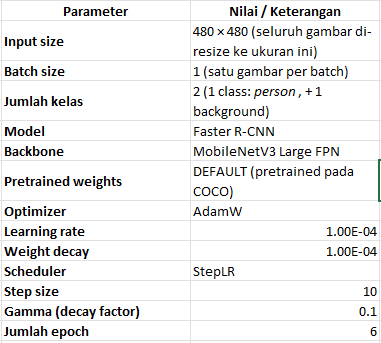 Parameter Nilai / Keterangan
Input size 480 × 480 (seluruh gambar di-
resize ke ukuran ini)
Batch size 1 (satu gambar per batch)
Jumlah kelas 2 (1 class: person , + 1
background)
Model Faster R-CNN
Backbone MobileNetV3 Large FPN
Pretrained weights DEFAULT (pretrained pada
COCO)
Optimizer AdamW
Learning rate 1.00E-04
Weight decay 1.00E-04
Scheduler StepLR
Step size 10
Gamma (decay factor) 0.1
Jumlah epoch 6